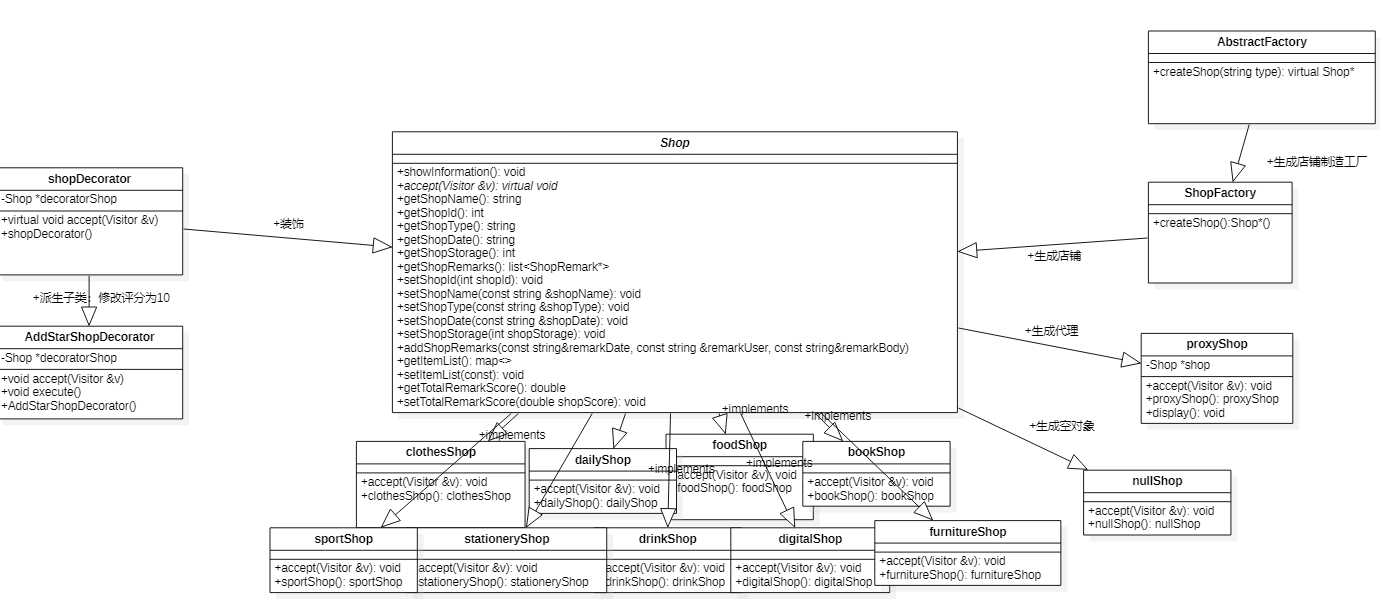 AbstractFactory
+createShop(string type): virtual Shop*
+生成店铺制造工厂
ShopFactory
+createShop():Shop*()
+生成店铺
Shop
+showInformation(): void
+accept(Visitor &v): virtual void
+getShopName(): string
+getShopId(): int
+getShopType(): string
+getShopDate(): string
+getShopStorage(): int
+getShopRemarks(): list<ShopRemark*>
+setShopId(int shopId): void
+setShopName(const string &shopName): void
+setShopType(const string &shopType): void
+setShopDate(const string &shopDate): void
+setShopStorage(int shopStorage): void
+addShopRemarks(const string&remarkDate, const string &remarkUser, const string&remarkBody)
+getItemList(): map<>
+setItemList(const): void
+getTotalRemarkScore(): double
+setTotalRemarkScore(double shopScore): void
shopDecorator
-Shop *decoratorShop
+virtual void accept(Visitor &v)
+shopDecorator()
+装饰
+派生子类：修改评分为10
AddStarShopDecorator
-Shop *decoratorShop
+void accept(Visitor &v)
+void execute()
+AddStarShopDecorator()
+生成代理
proxyShop
-Shop *shop
+accept(Visitor &v): void
+proxyShop(): proxyShop
+display(): void
+生成空对象
nullShop
+accept(Visitor &v): void
+nullShop(): nullShop
+implements
+implements
+implements
+implements
+implements
clothesShop
+accept(Visitor &v): void
+clothesShop(): clothesShop
dailyShop
+accept(Visitor &v): void
+dailyShop(): dailyShop
foodShop
accept(Visitor &v): void
foodShop(): foodShop
bookShop
+accept(Visitor &v): void
+bookShop(): bookShop
sportShop
+accept(Visitor &v): void
+sportShop(): sportShop
stationeryShop
accept(Visitor &v): void
stationeryShop(): stationeryShop
drinkShop
accept(Visitor &v): void
drinkShop(): drinkShop
digitalShop
+accept(Visitor &v): void
+digitalShop(): digitalShop
furnitureShop
+accept(Visitor &v): void
+furnitureShop(): furnitureShop